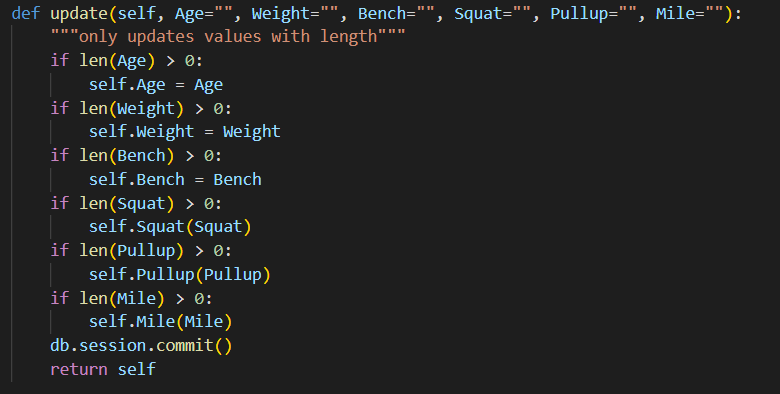 def update(self, Age="", Weight="", Bench="", Squat="", Pullup="", Mile=""):
    """only updates values with length"""
    if len(Age) > 0:
        self.Age = Age
    if len(Weight) > 0:
        self.Weight = Weight
    if len(Bench) > 0:
        self.Bench = Bench
    if len(Squat) > 0:
        self.Squat(Squat)
    if len(Pullup) > 0:
        self.Pullup(Pullup)
    if len(Mile) > 0:
        self.Mile(Mile)
    db.session.commit()
    return self